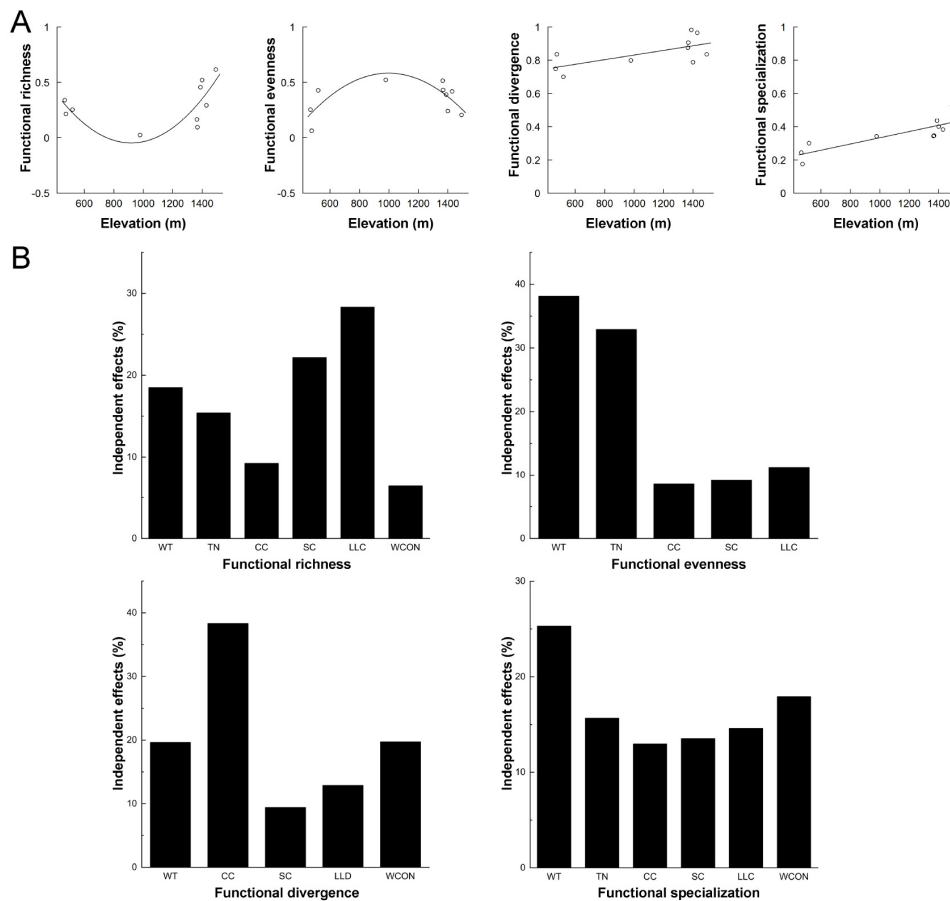 A
Functional richness
1
0.5
0
-0.5
600 800 1000 1200 1400
Elevation (m)
Functional evenness
1
0.5
0
-0.5
600 800 1000 1200 1400
Elevation (m)
Functional divergence
1
0.8
0.6
0.4
0.2
0
600 800 1000 1200 1400
Elevation (m)
Functional specialization
1
0.8
0.6
0.4
0.2
0
600 800 1000 1200 1400
Elevation (m)
B
Independent effects (%)
30
20
10
0
WT TN CC SC LLC WCON
Functional richness
Independent effects (%)
40
30
20
10
0
WT TN CC SC LLC
Functional evenness
Independent effects (%)
40
30
20
10
0
WT CC SC LLD WCON
Functional divergence
Independent effects (%)
30
20
10
0
WT TN CC SC LLC WCON
Functional specialization